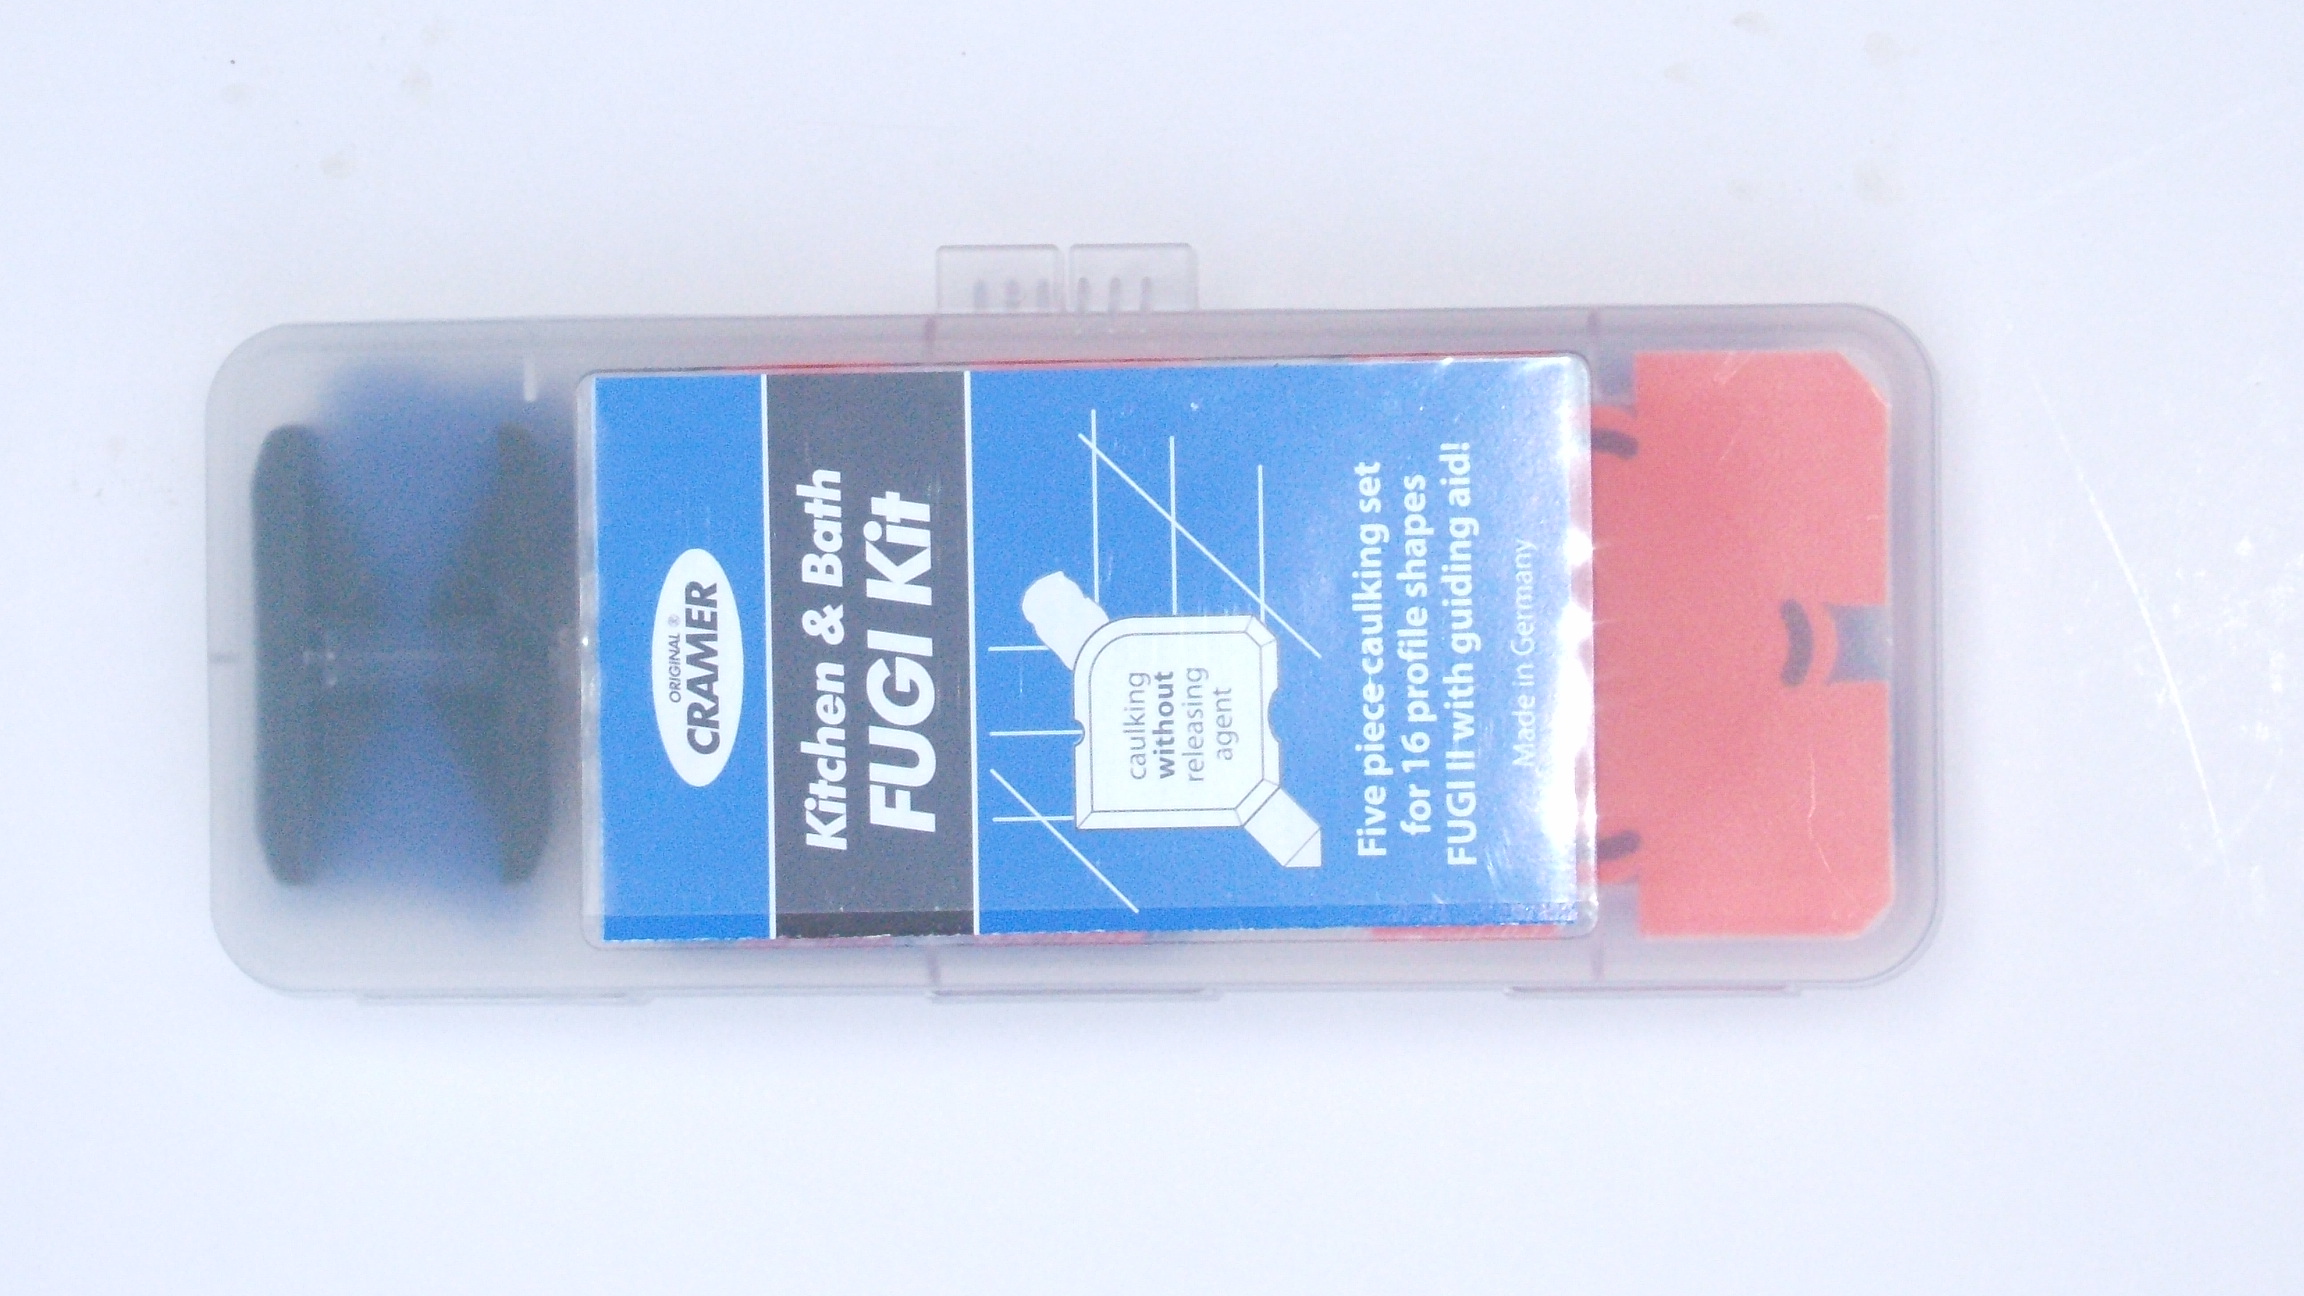 ORIGINAL®
CRAMER
Kitchen & Bath
FUGI Kit
caulking
without
releasing
agent
Five piece caulking set
for 16 profile shapes
FUGI II with guiding aid!
Made in Germany